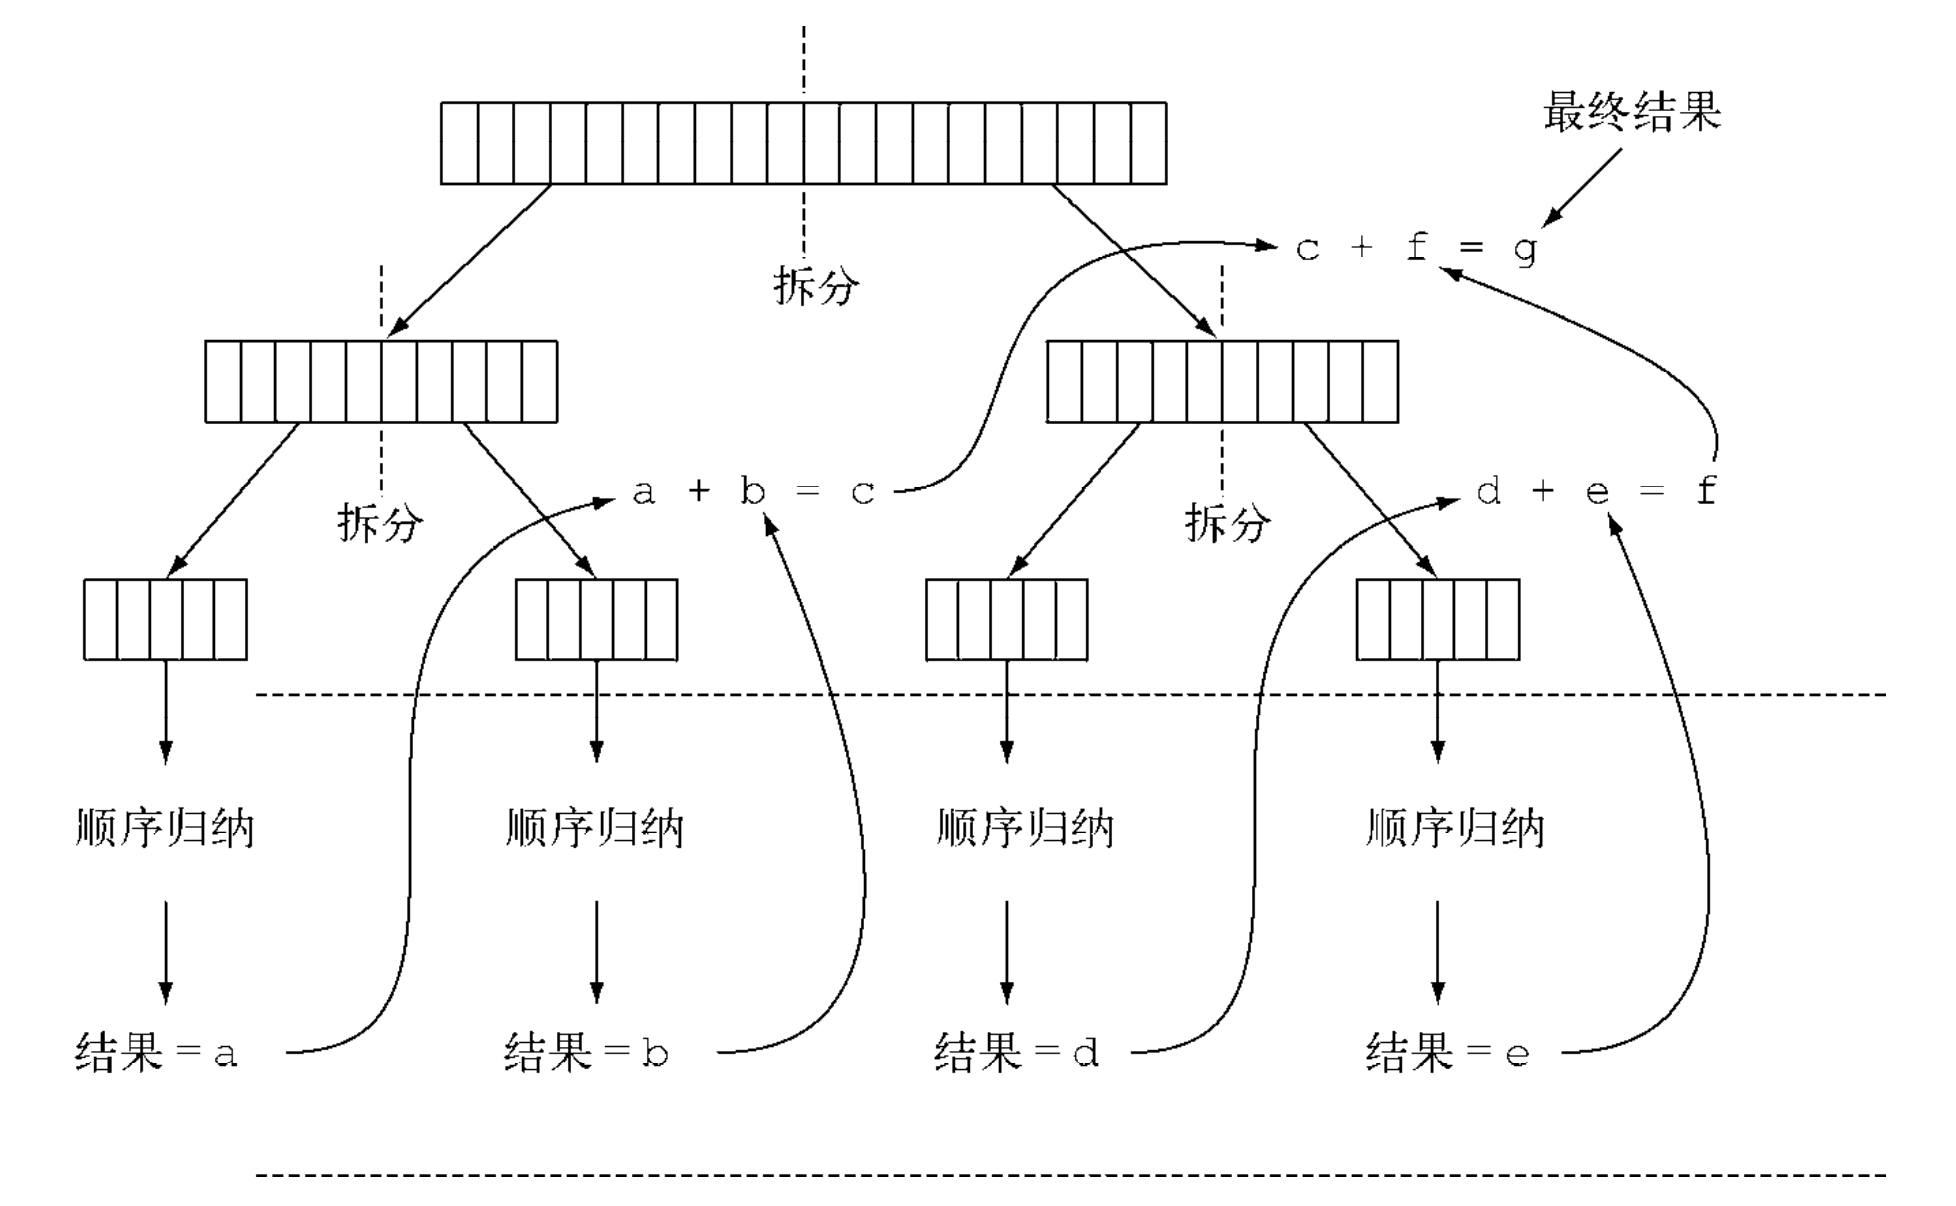 最终结果
c + f = g
拆分
a + b = c
d + e = f
拆分
拆分
顺序归纳
顺序归纳
顺序归纳
顺序归纳
结果=a
结果=b
结果=d
结果=e